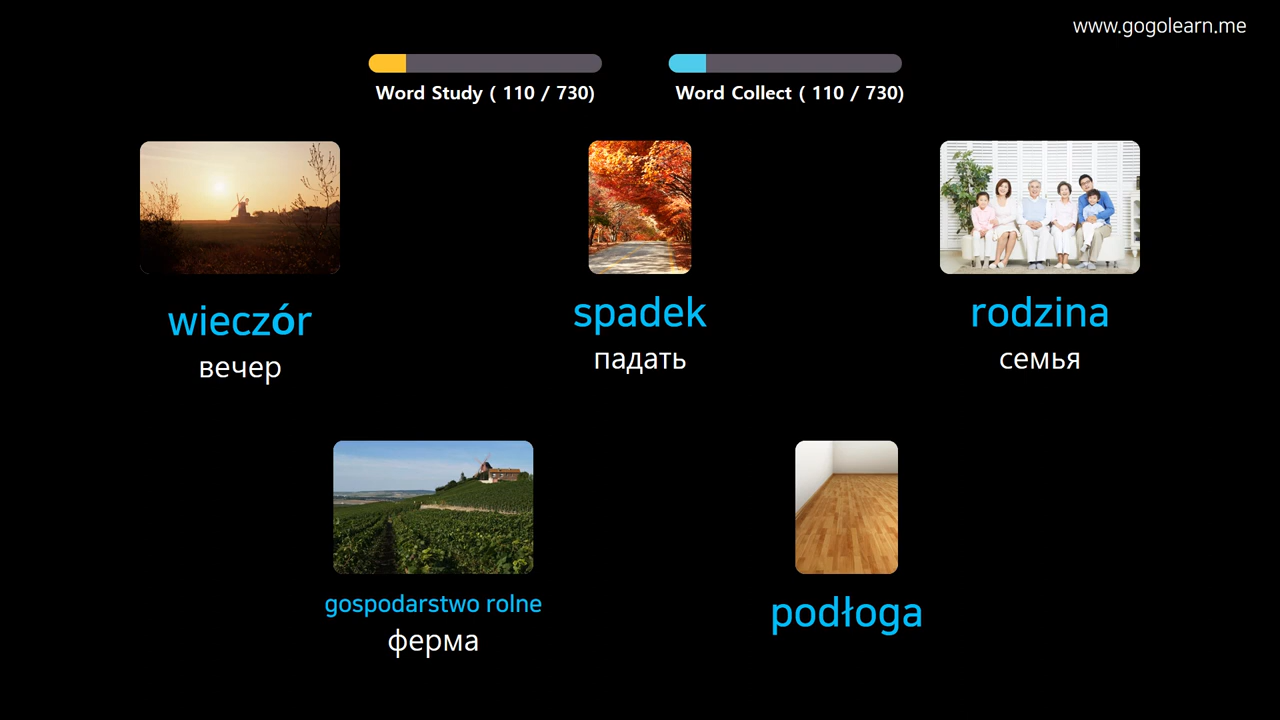 www.gogolearn.me
Word Study ( 110 / 730)
Word Collect ( 110 / 730)
wieczór
вечер
spadek
падать
rodzina
семья
gospodarstwo rolne
ферма
podłoga